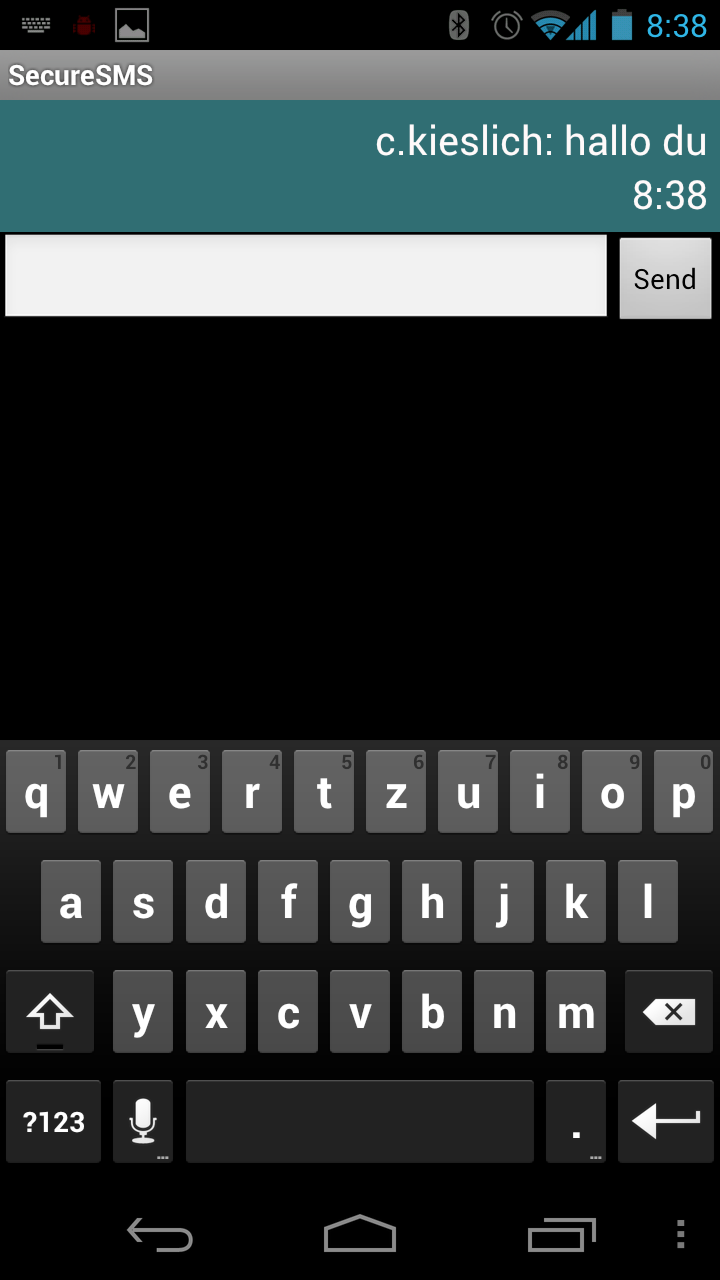 8:38
SecureSMS
c.kieslich: hallo du
8:38
Send
1 2 3 4 5 6 7 8 9 0
q w e r t z u i o p
a s d f g h j k l
y x c v b n m
?123 . ...